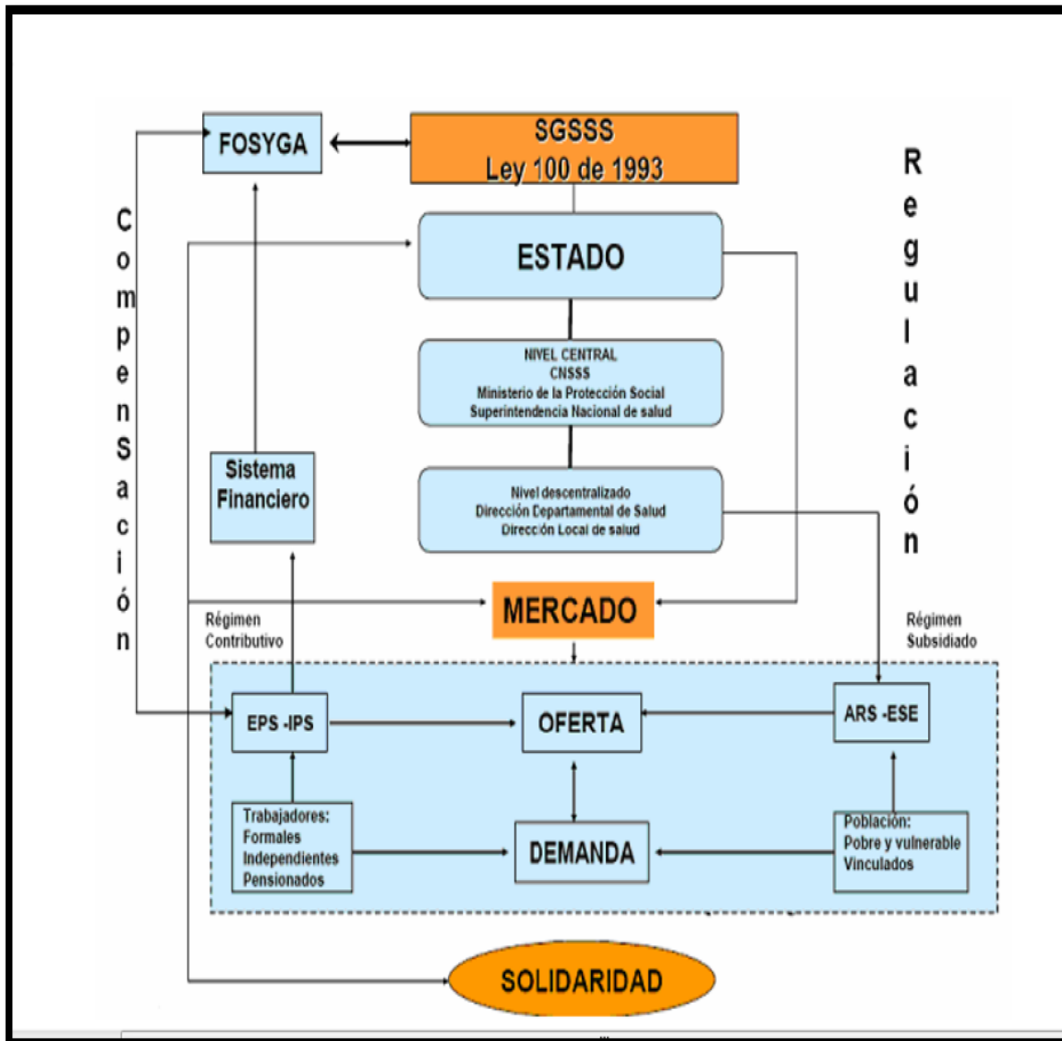 FOSYGA
SGSSS
Ley 100 de 1993
CompenSación
Regulación
ESTADO
NIVEL CENTRAL
CNSSS
Ministerio de la Protección Social
Superintendencia Nacional de salud
Sistema
Financiero
Nivel descentralizado
Dirección Departamental de Salud
Dirección Local de salud
MERCADO
Régimen
Contributivo
Régimen
Subsidiado
EPS -IPS
OFERTA
ARS -ESE
Trabajadores:
Formales
Independientes
Pensionados
DEMANDA
Población:
Pobre y vulnerable
Vinculados
SOLIDARIDAD